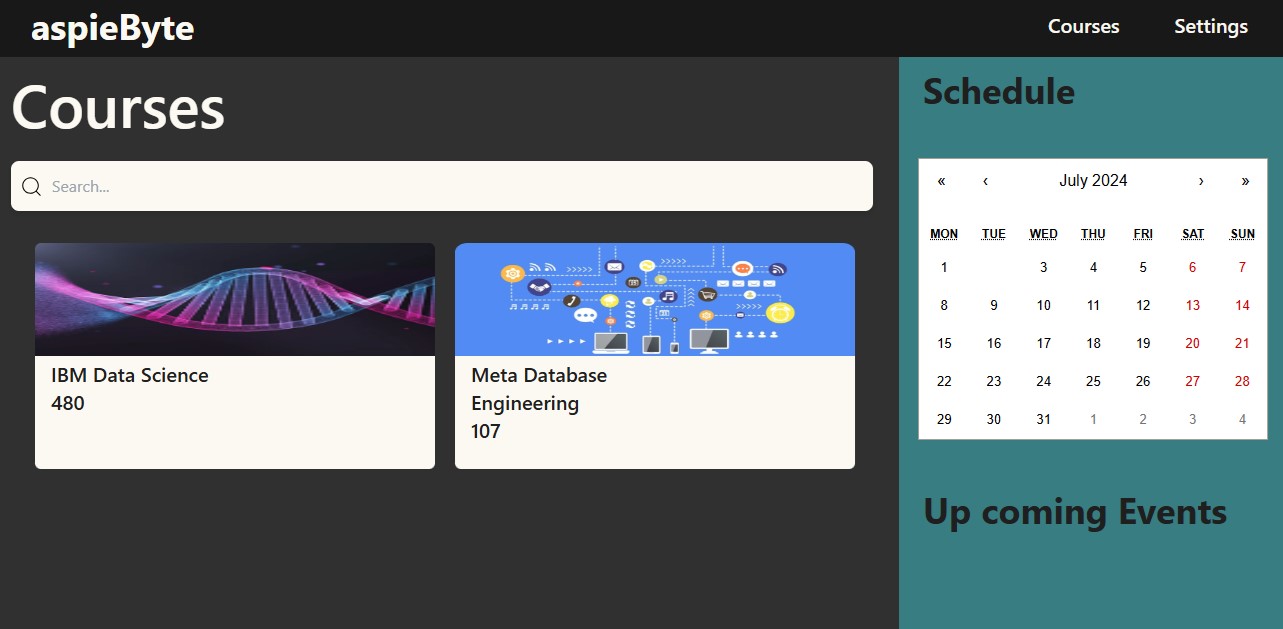 aspieByte
Courses Settings
Courses
Search...
IBM Data Science
480
Meta Database
Engineering
107
Schedule
« ‹ July 2024 › »
MON TUE WED THU FRI SAT SUN
1 3 4 5 6 7
8 9 10 11 12 13 14
15 16 17 18 19 20 21
22 23 24 25 26 27 28
29 30 31 1 2 3 4
Up coming Events